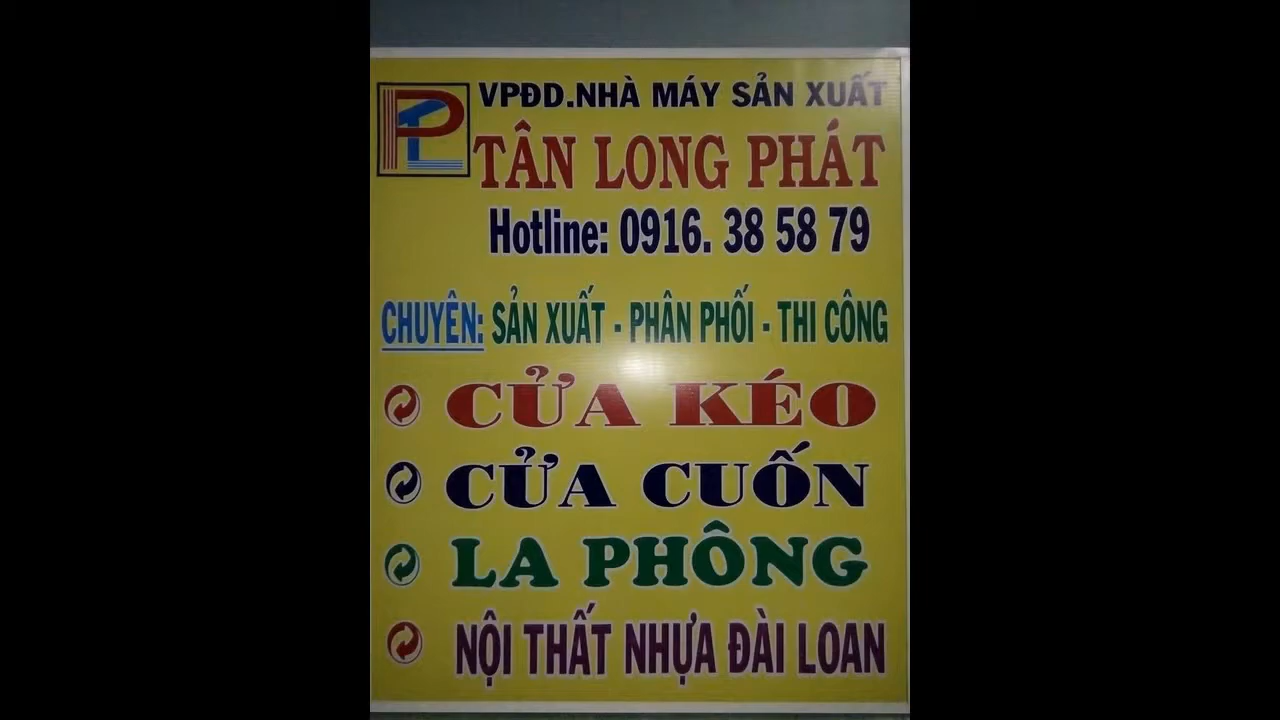 VPĐD.NHÀ MÁY SẢN XUẤT
TÂN LONG PHÁT
Hotline: 0916. 38 58 79
CHUYÊN: SẢN XUẤT - PHÂN PHỐI - THI CÔNG
CỬA KÉO
CỬA CUỐN
LA PHÔNG
NỘI THẤT NHỰA ĐÀI LOAN